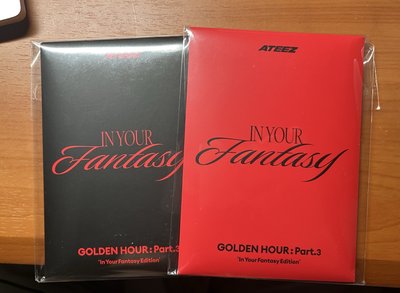 ATEEZ
IN YOUR
Fantasy
GOLDEN HOUR : Part.3
'In Your Fantasy Edition'
ATEEZ
IN YOUR
Fantasy
GOLDEN HOUR : Part.3
'In Your Fantasy Edition'